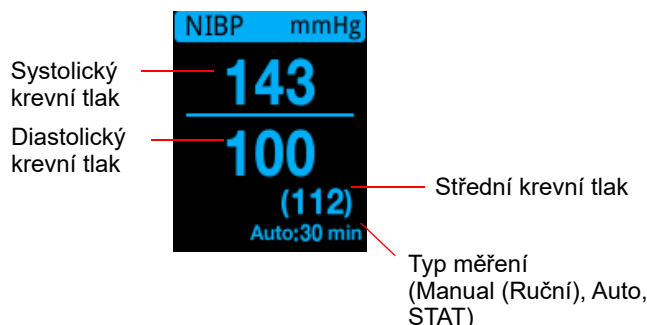 NIBP mmHg
Systolický
krevní tlak
143
Diastolický
krevní tlak
100
(112)
Střední krevní tlak
Auto:30 min
Typ měření
(Manual (Ruční), Auto,
STAT)